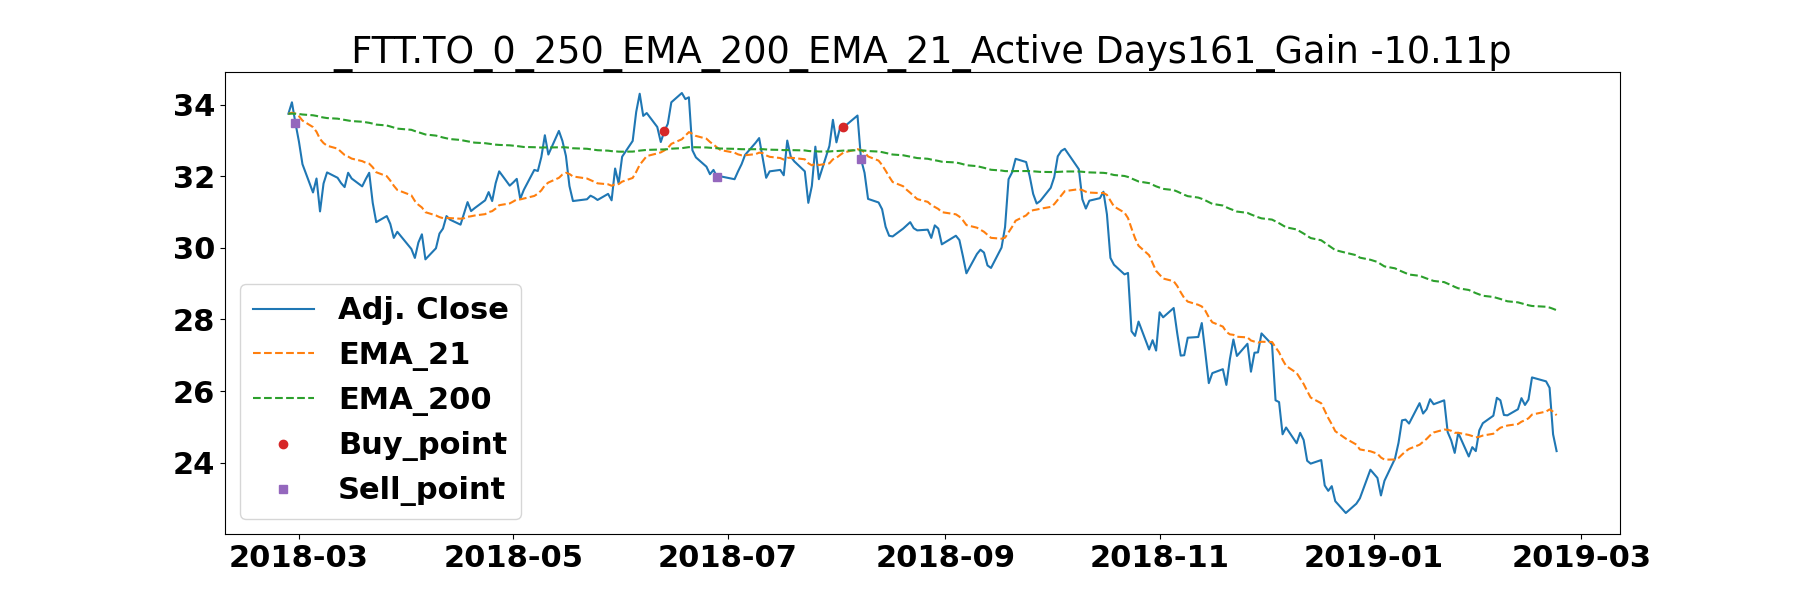 _FTT.TO_0_250_EMA_200_EMA_21_Active Days161_Gain -10.11p
34
32
30
28
26
24
Adj. Close
EMA_21
EMA_200
Buy_point
Sell_point
2018-03 2018-05 2018-07 2018-09 2018-11 2019-01 2019-03